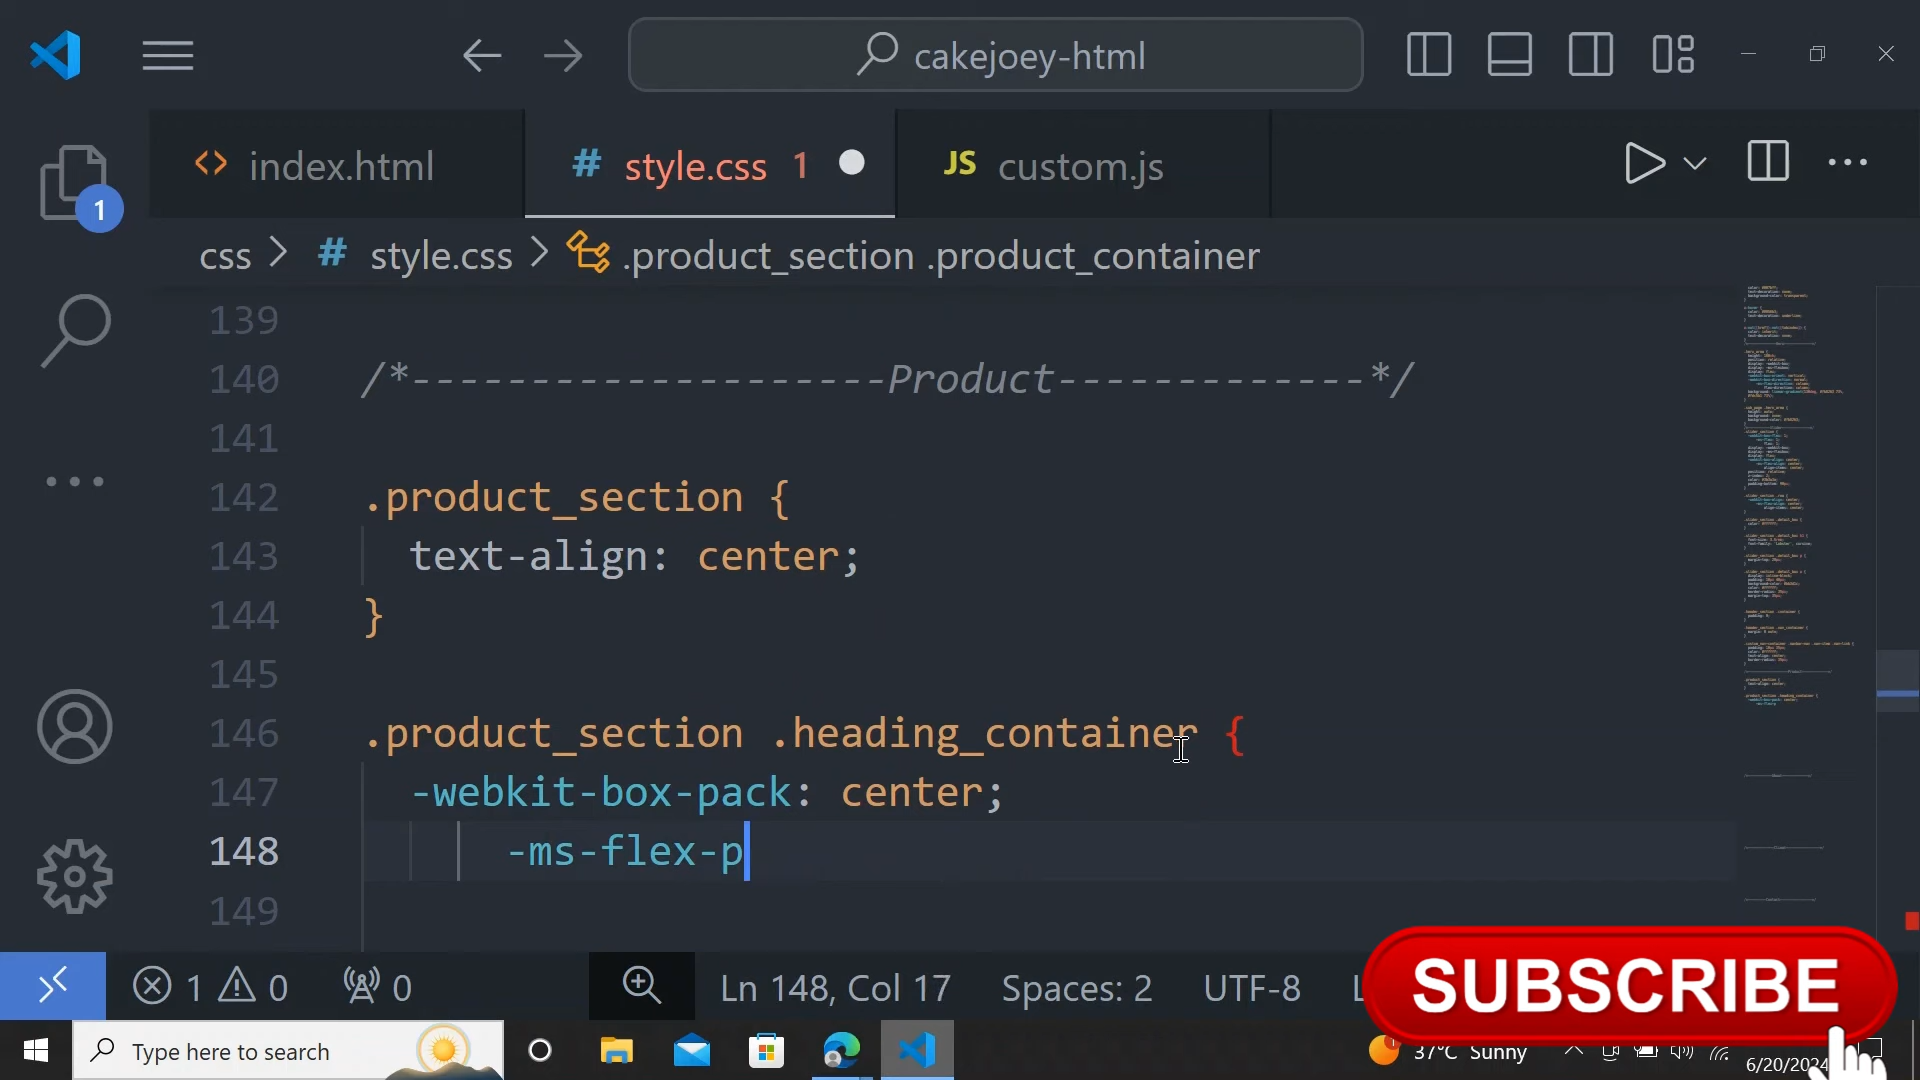 cakejoey-html
index.html
style.css 1
JS custom.js
1
css > # style.css > .product_section .product_container
139
140 /*--------------------Product-------------*/
141
142 .product_section {
143 text-align: center;
144 }
145
146 .product_section .heading_container {
147 -webkit-box-pack: center;
148 -ms-flex-p
149
1 0 0 Ln 148, Col 17 Spaces: 2 UTF-8
SUBSCRIBE
Type here to search
37°C Sunny
6/20/2024